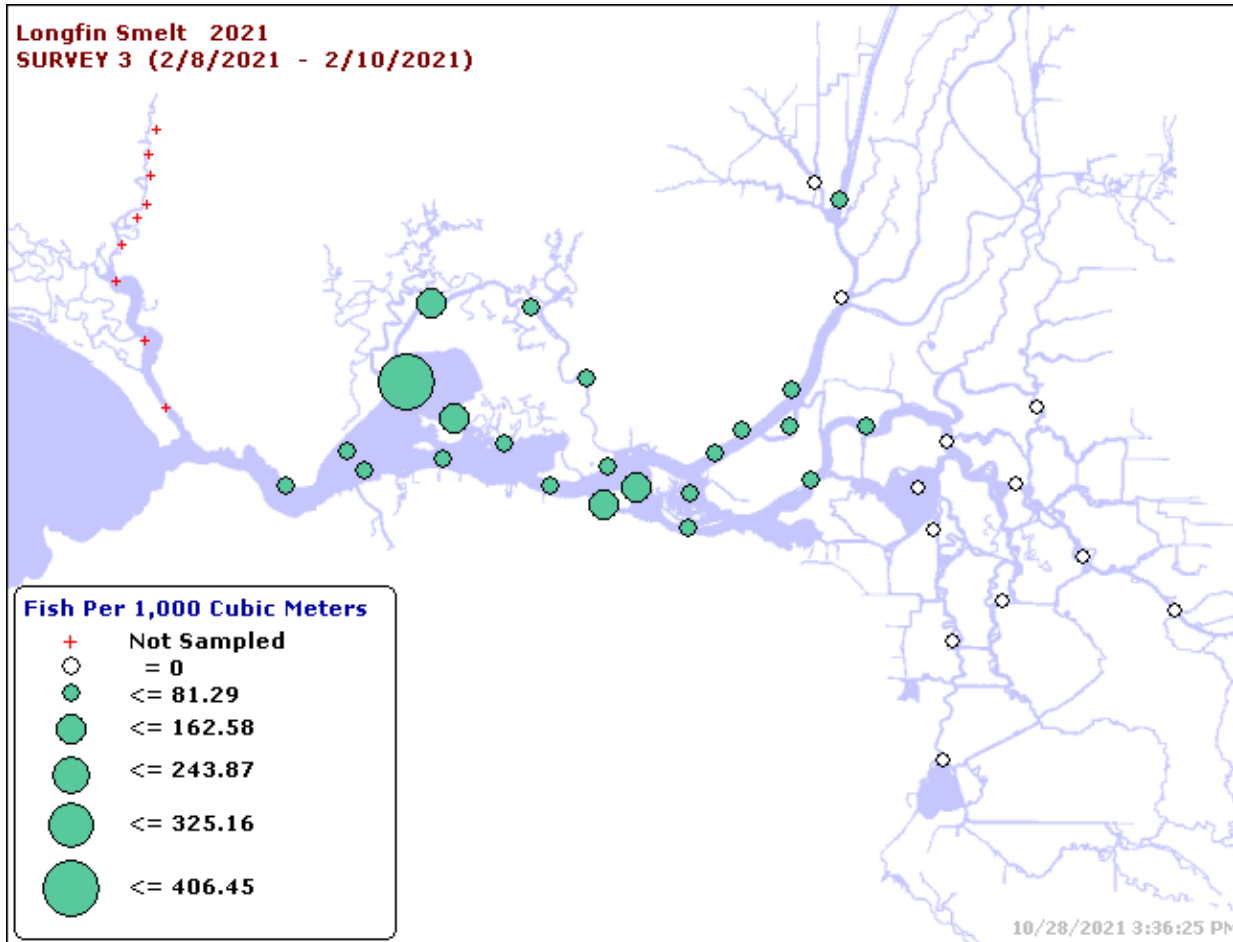 Longfin Smelt 2021
SURVEY 3 (2/8/2021 - 2/10/2021)
Fish Per 1,000 Cubic Meters
Not Sampled
= 0
<= 81.29
<= 162.58
<= 243.87
<= 325.16
<= 406.45
10/28/2021 3:36:25 PM